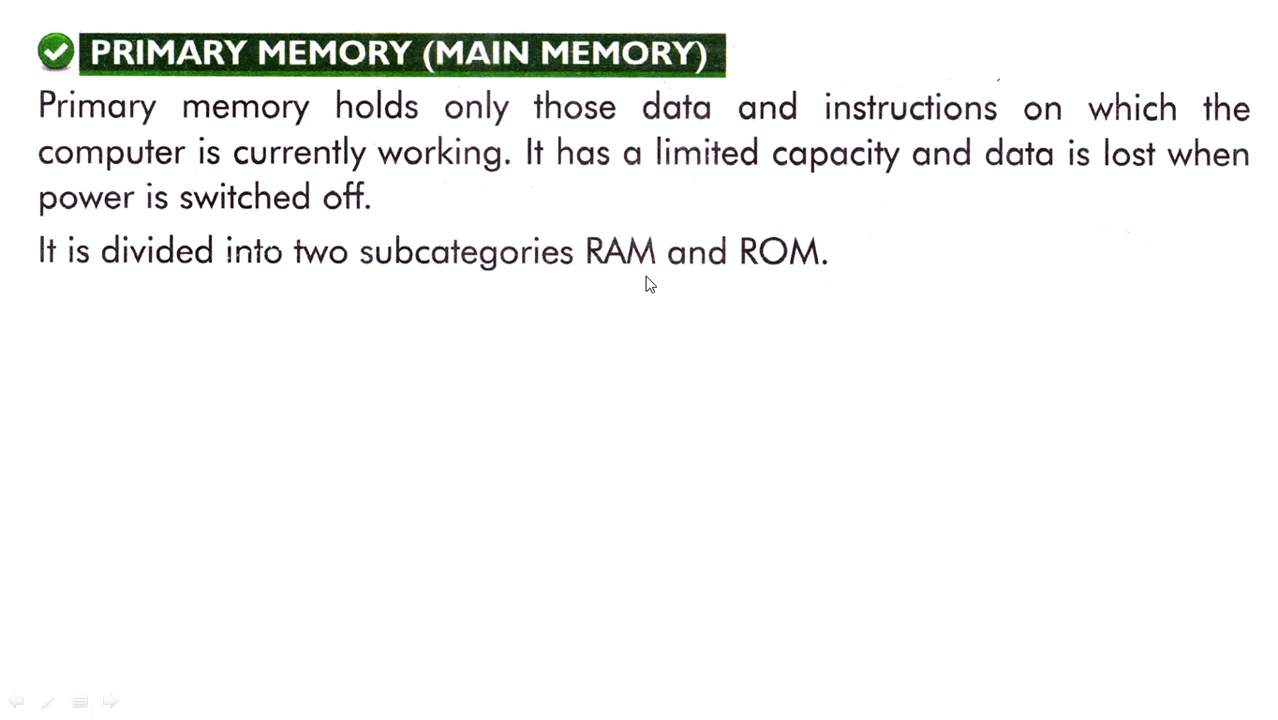 PRIMARY MEMORY (MAIN MEMORY)
Primary memory holds only those data and instructions on which the
computer is currently working. It has a limited capacity and data is lost when
power is switched off.
It is divided into two subcategories RAM and ROM.